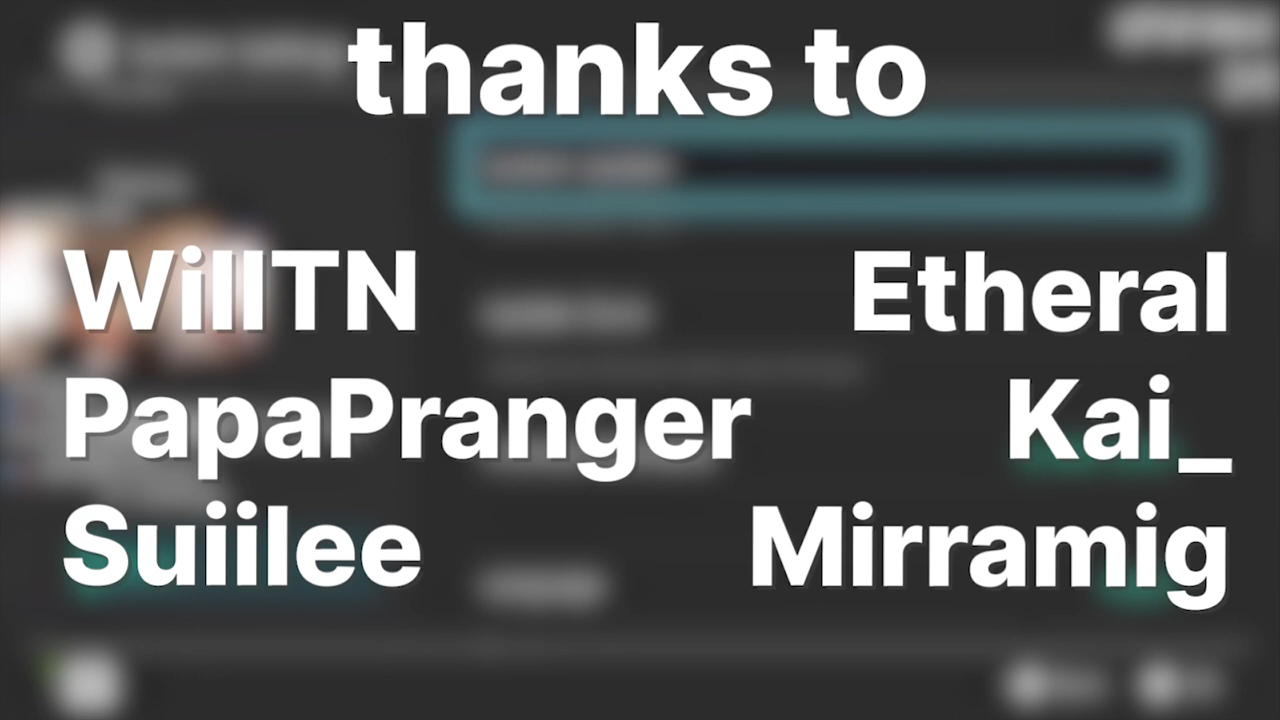 thanks to
WillTN Etheral
PapaPranger Kai_
Suiilee Mirramig